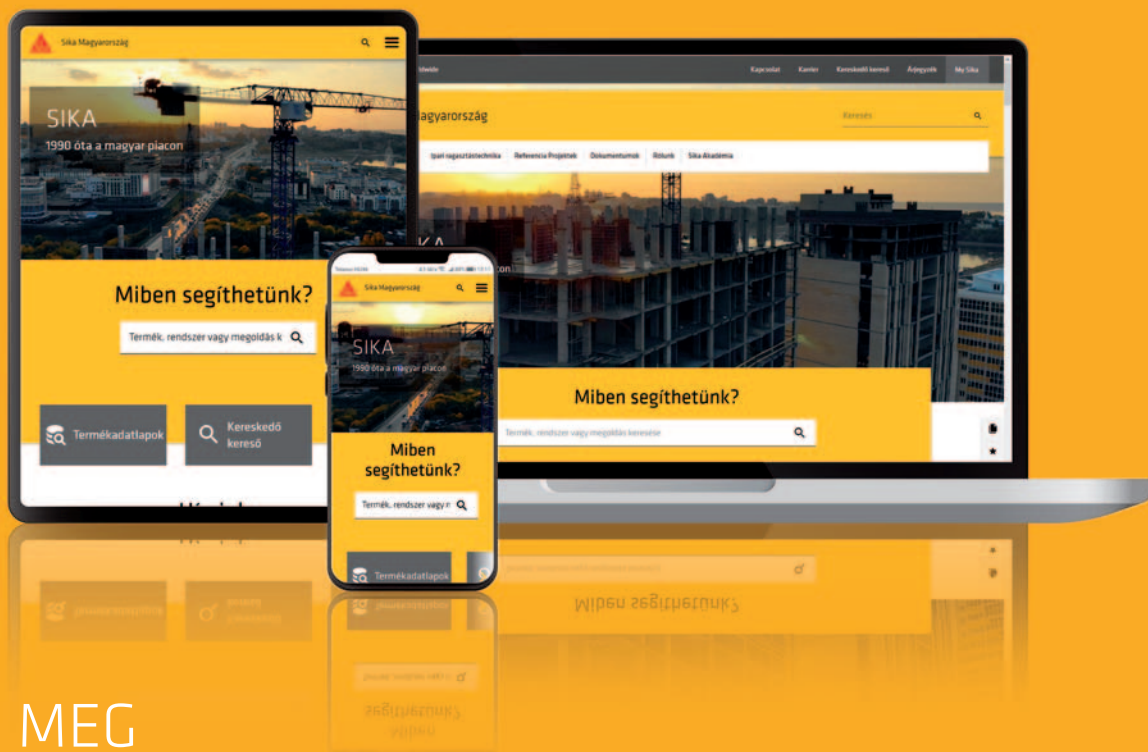 Sika Magyarország
SIKA
1990 óta a magyar piacon
Miben segíthetünk?
Termék, rendszer vagy megoldás k
Termékadatlapok
Kereskedő
kereső
Kapcsolat Karrier Kereskedő kereső Árjegyzék My Sika
agyarország
Keresés
Ipari ragasztástechnika Referencia Projektek Dokumentumok Rólunk Sika Akadémia
KA
con
Miben segíthetünk?
Termék, rendszer vagy megoldás keresése
Sika Magyarország
SIKA
1990 óta a magyar piacon
Miben
segíthetünk?
Termék, rendszer vagy m
Termékadatlapok
MEG